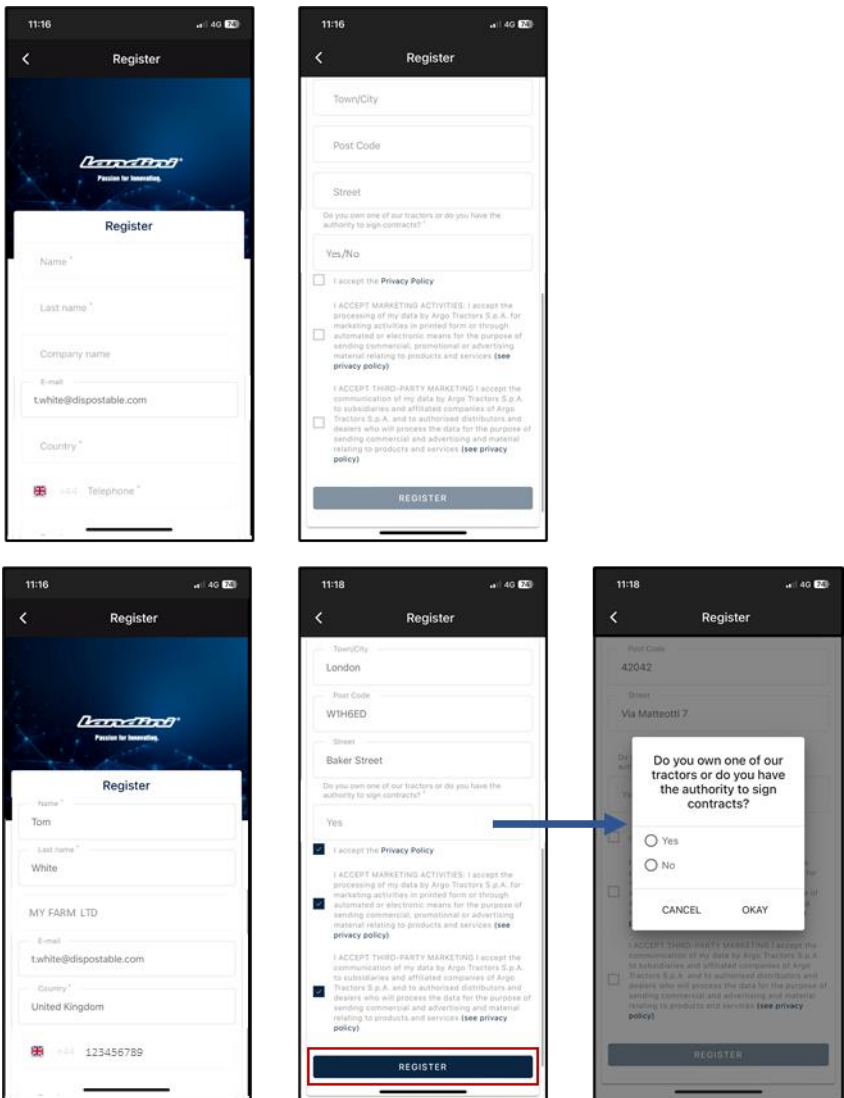 11:16
4G 74
Register
Landini
Passion for Innovating.
Register
Name *
Last name *
Company name
E-mail
t.white@dispostable.com
Country *
+44 Telephone *
11:16
4G 74
Register
Town/City
Post Code
Street
Do you own one of our tractors or do you have the
authority to sign contracts? *
Yes/No
I accept the Privacy Policy
I ACCEPT MARKETING ACTIVITIES: I accept the
processing of my data by Argo Tractors S.p.A. for
marketing activities in printed form or through
automated or electronic means for the purpose of
sending commercial, promotional or advertising
material relating to products and services (see
privacy policy)
I ACCEPT THIRD-PARTY MARKETING I accept the
communication of my data by Argo Tractors S.p.A.
to subsidiaries and affiliated companies of Argo
Tractors S.p.A. and to authorised distributors and
dealers who will process the data for the purpose of
sending commercial and advertising and material
relating to products and services (see privacy
policy)
REGISTER
11:16
4G 74
Register
Landini
Passion for Innovating.
Register
Name *
Tom
Last name *
White
MY FARM LTD
E-mail
t.white@dispostable.com
Country *
United Kingdom
+44 123456789
11:18
4G 74
Register
Town/City
London
Post Code
W1H6ED
Street
Baker Street
Do you own one of our tractors or do you have the
authority to sign contracts? *
Yes
I accept the Privacy Policy
I ACCEPT MARKETING ACTIVITIES: I accept the
processing of my data by Argo Tractors S.p.A. for
marketing activities in printed form or through
automated or electronic means for the purpose of
sending commercial, promotional or advertising
material relating to products and services (see
privacy policy)
I ACCEPT THIRD-PARTY MARKETING I accept the
communication of my data by Argo Tractors S.p.A.
to subsidiaries and affiliated companies of Argo
Tractors S.p.A. and to authorised distributors and
dealers who will process the data for the purpose of
sending commercial and advertising and material
relating to products and services (see privacy
policy)
REGISTER
11:18
4G 74
Register
Post Code
42042
Street
Via Matteotti 7
Do you own one of our
tractors or do you have
the authority to sign
contracts?
Yes
No
CANCEL OKAY
I ACCEPT THIRD-PARTY MARKETING I accept the
communication of my data by Argo Tractors S.p.A.
to subsidiaries and affiliated companies of Argo
Tractors S.p.A. and to authorised distributors and
dealers who will process the data for the purpose of
sending commercial and advertising and material
relating to products and services (see privacy
policy)
REGISTER